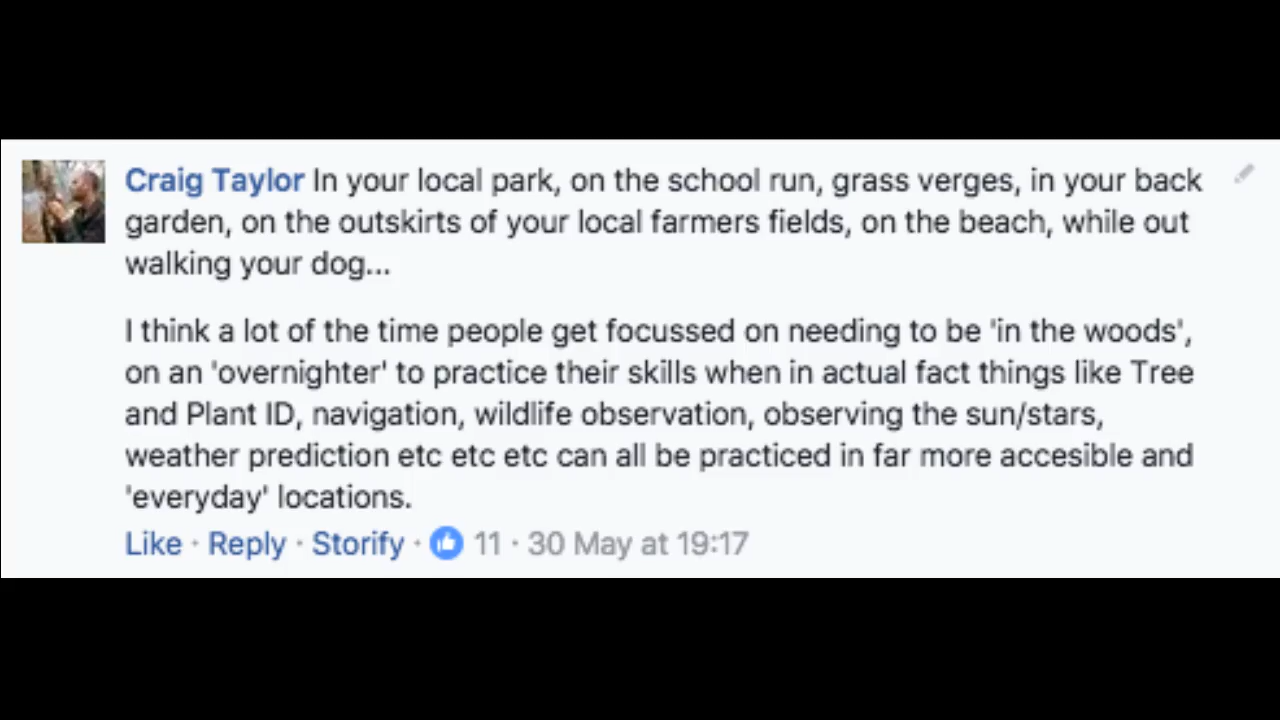 Craig Taylor In your local park, on the school run, grass verges, in your back
garden, on the outskirts of your local farmers fields, on the beach, while out
walking your dog...
I think a lot of the time people get focussed on needing to be 'in the woods',
on an 'overnighter' to practice their skills when in actual fact things like Tree
and Plant ID, navigation, wildlife observation, observing the sun/stars,
weather prediction etc etc etc can all be practiced in far more accesible and
'everyday' locations.
Like · Reply · Storify · 11 · 30 May at 19:17